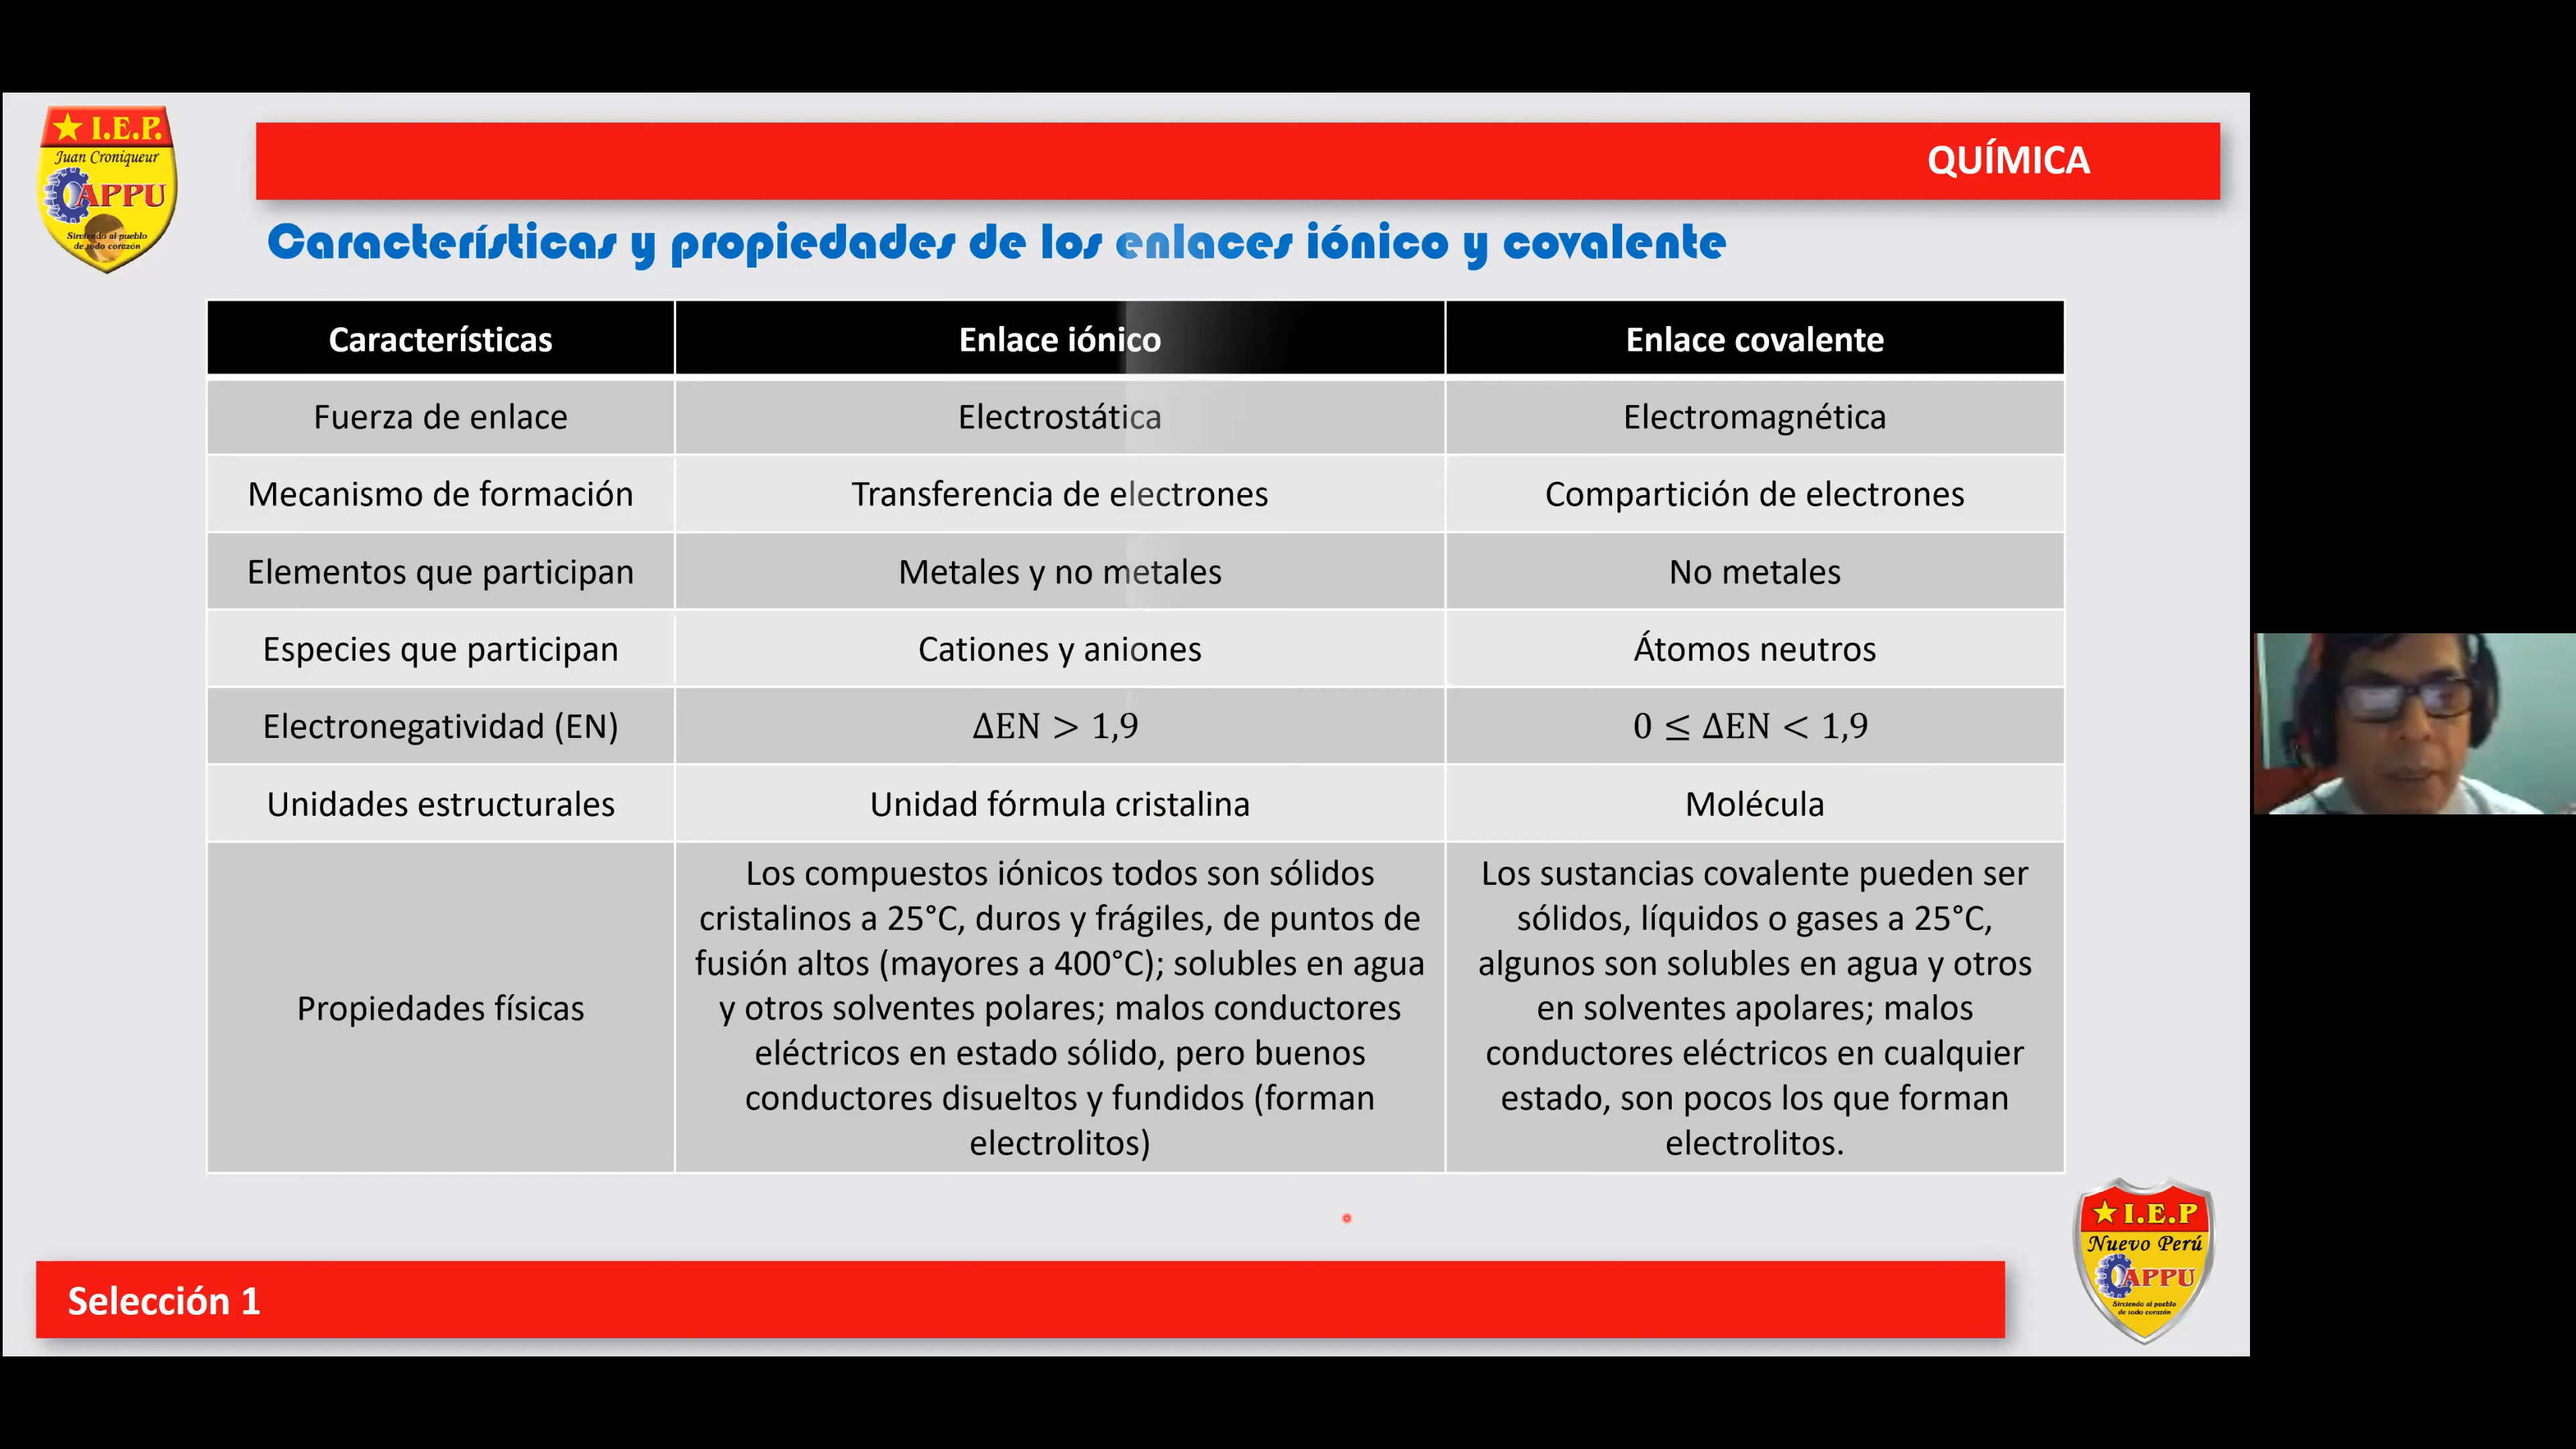 ★ I.E.P.
Juan Croniqueur
CAPPU
Sirviendo al pueblo
de todo corazón
QUÍMICA
Características y propiedades de los enlaces iónico y covalente
Características
Enlace iónico
Enlace covalente
Fuerza de enlace
Electrostática
Electromagnética
Mecanismo de formación
Transferencia de electrones
Compartición de electrones
Elementos que participan
Metales y no metales
No metales
Especies que participan
Cationes y aniones
Átomos neutros
Electronegatividad (EN)
ΔEN > 1,9
0 ≤ ΔEN < 1,9
Unidades estructurales
Unidad fórmula cristalina
Molécula
Propiedades físicas
Los compuestos iónicos todos son sólidos
cristalinos a 25°C, duros y frágiles, de puntos de
fusión altos (mayores a 400°C); solubles en agua
y otros solventes polares; malos conductores
eléctricos en estado sólido, pero buenos
conductores disueltos y fundidos (forman
electrolitos)
Los sustancias covalente pueden ser
sólidos, líquidos o gases a 25°C,
algunos son solubles en agua y otros
en solventes apolares; malos
conductores eléctricos en cualquier
estado, son pocos los que forman
electrolitos.
★ I.E.P
Nuevo Perú
CAPPU
Sirviendo al pueblo
de todo corazón
Selección 1